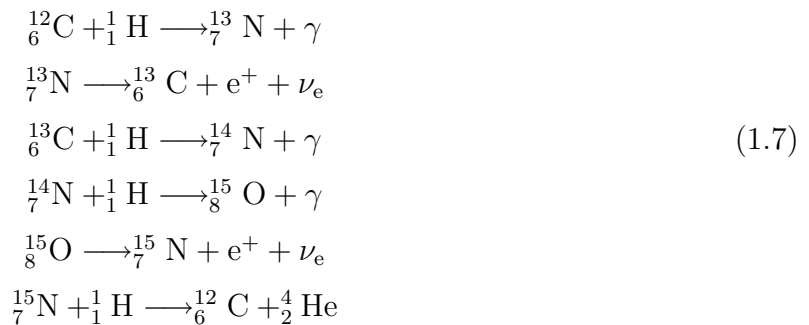 ¹²₆C + ¹₁H ⟶ ¹³₇N + γ
¹³₇N ⟶ ¹³₆C + e⁺ + νₑ
¹³₆C + ¹₁H ⟶ ¹⁴₇N + γ (1.7)
¹⁴₇N + ¹₁H ⟶ ¹⁵₈O + γ
¹⁵₈O ⟶ ¹⁵₇N + e⁺ + νₑ
¹⁵₇N + ¹₁H ⟶ ¹²₆C + ⁴₂He